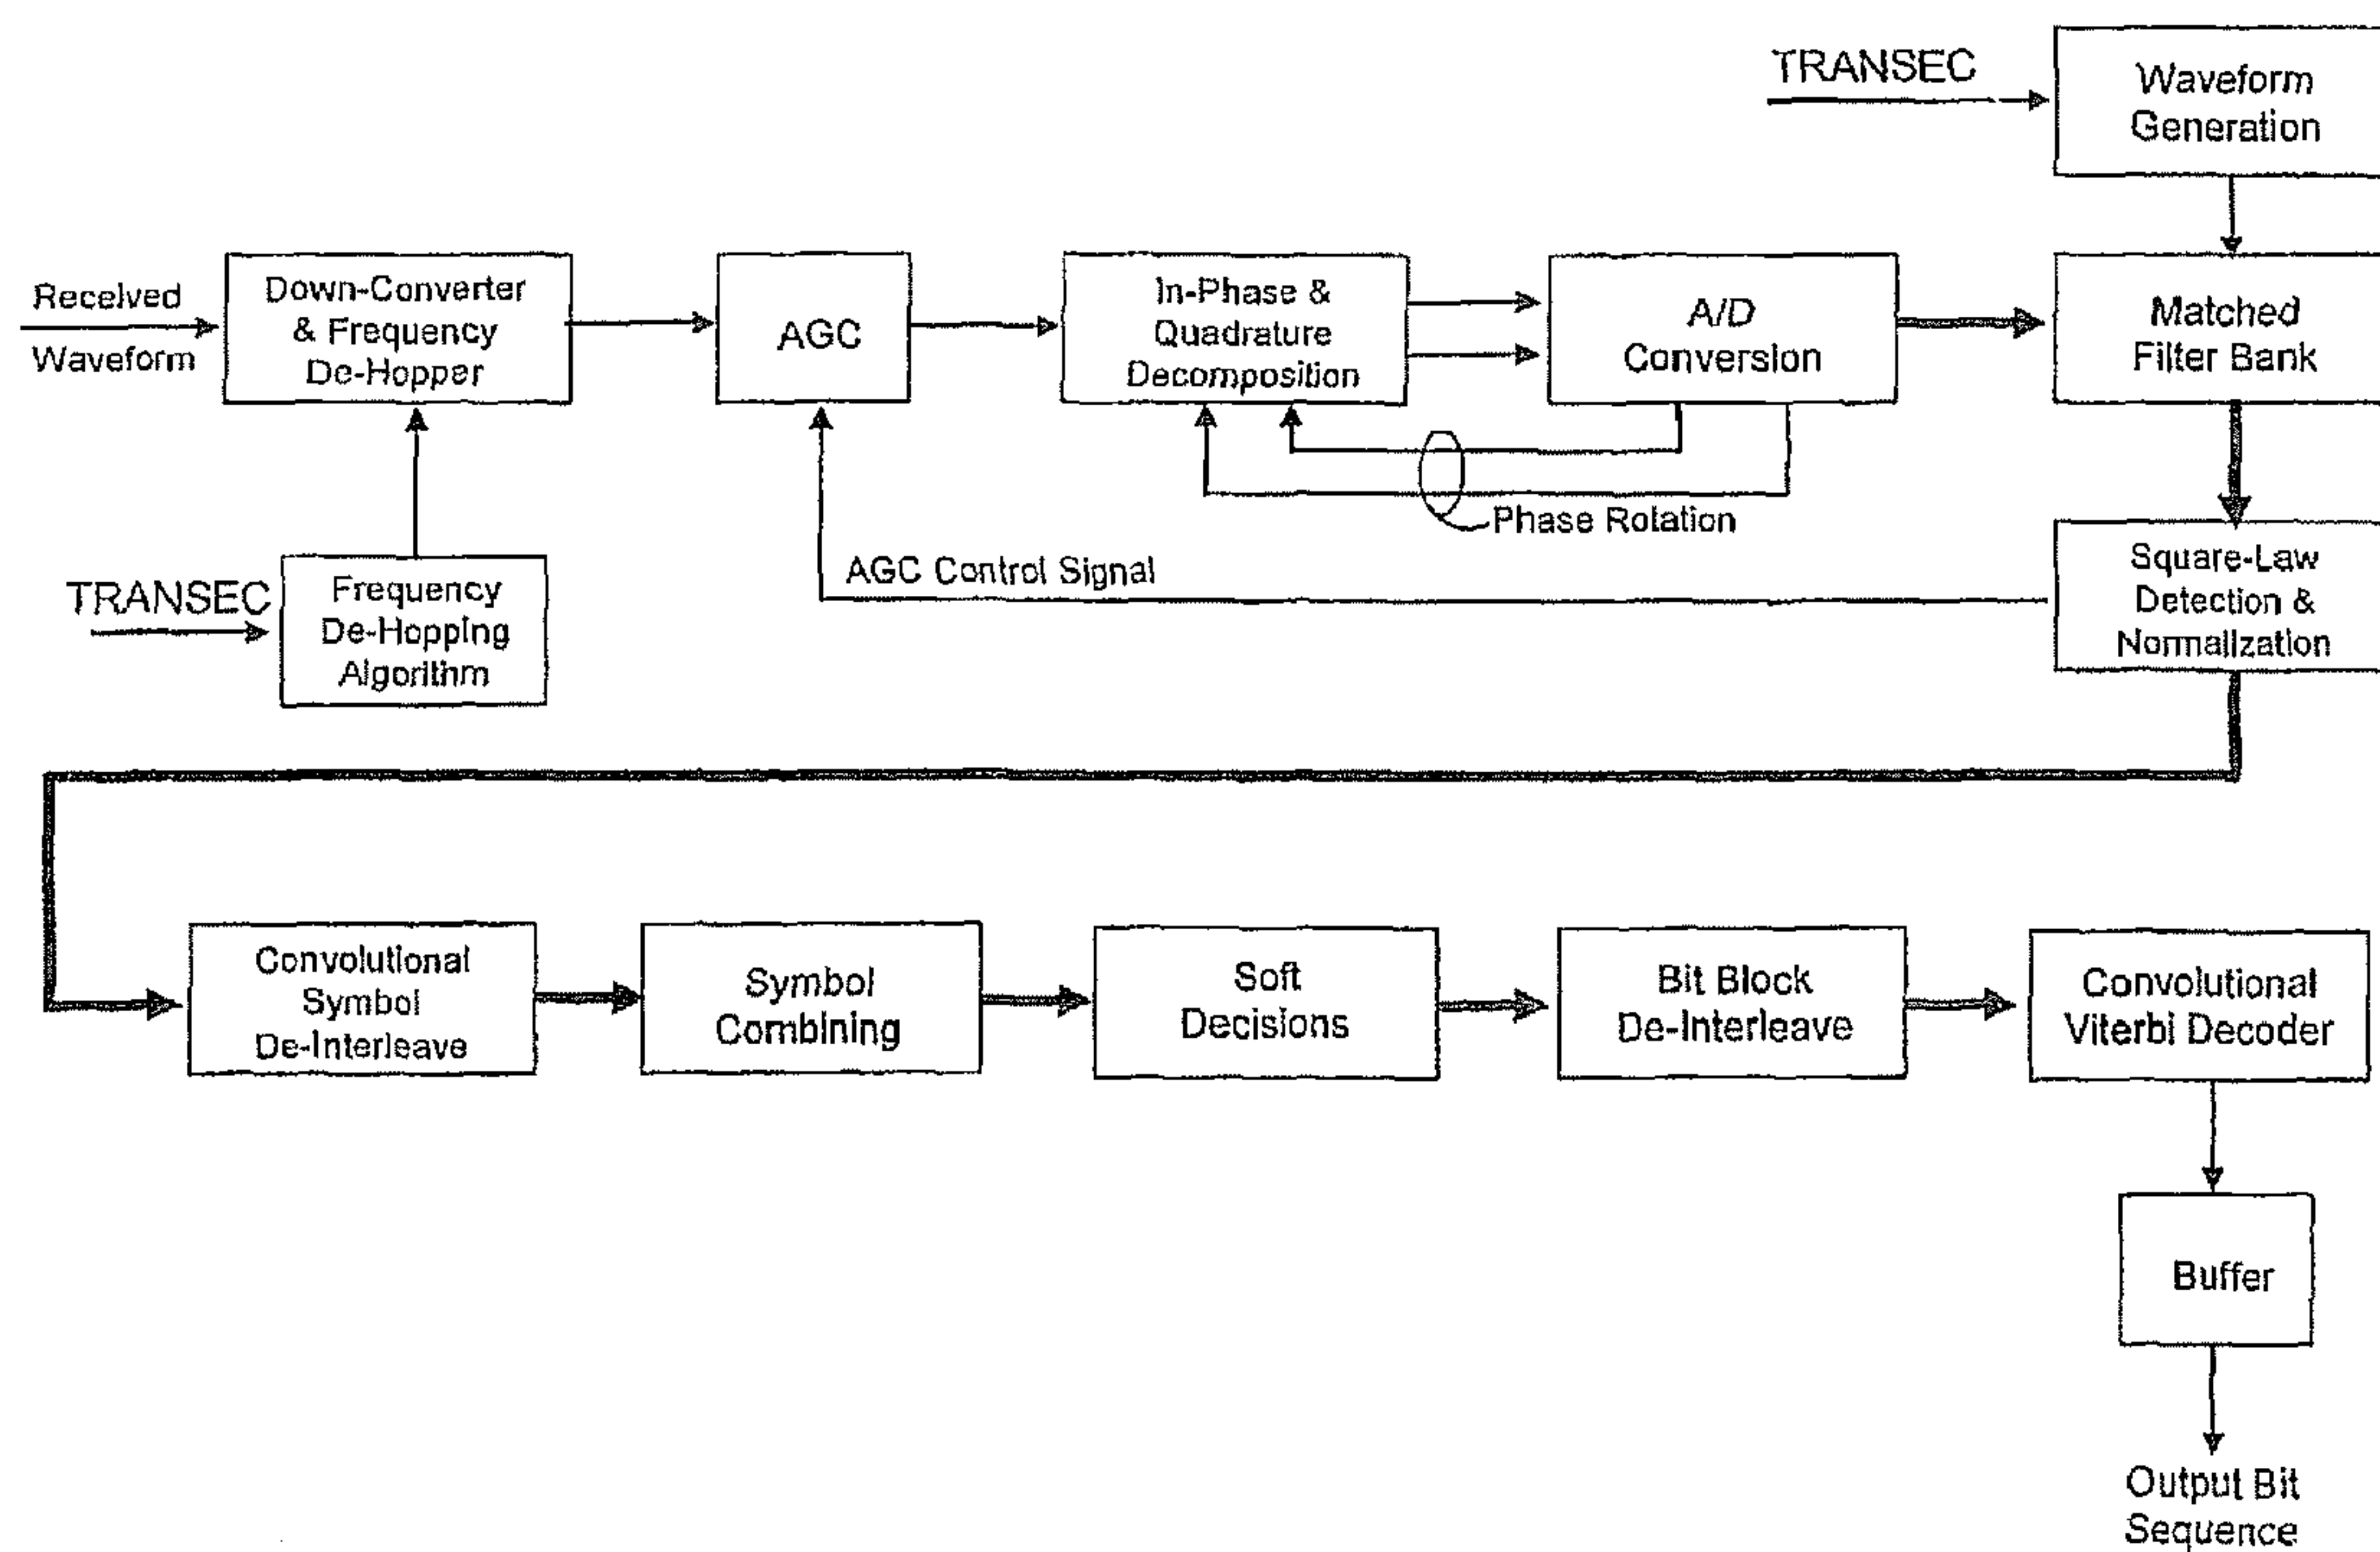 TRANSEC
Waveform
Generation
Received
Waveform
Down-Converter
& Frequency
De-Hopper
AGC
In-Phase &
Quadrature
Decomposition
A/D
Conversion
Matched
Filter Bank
Phase Rotation
AGC Control Signal
TRANSEC
Frequency
De-Hopping
Algorithm
Square-Law
Detection &
Normalization
Convolutional
Symbol
De-Interleave
Symbol
Combining
Soft
Decisions
Bit Block
De-Interleave
Convolutional
Viterbi Decoder
Buffer
Output Bit
Sequence